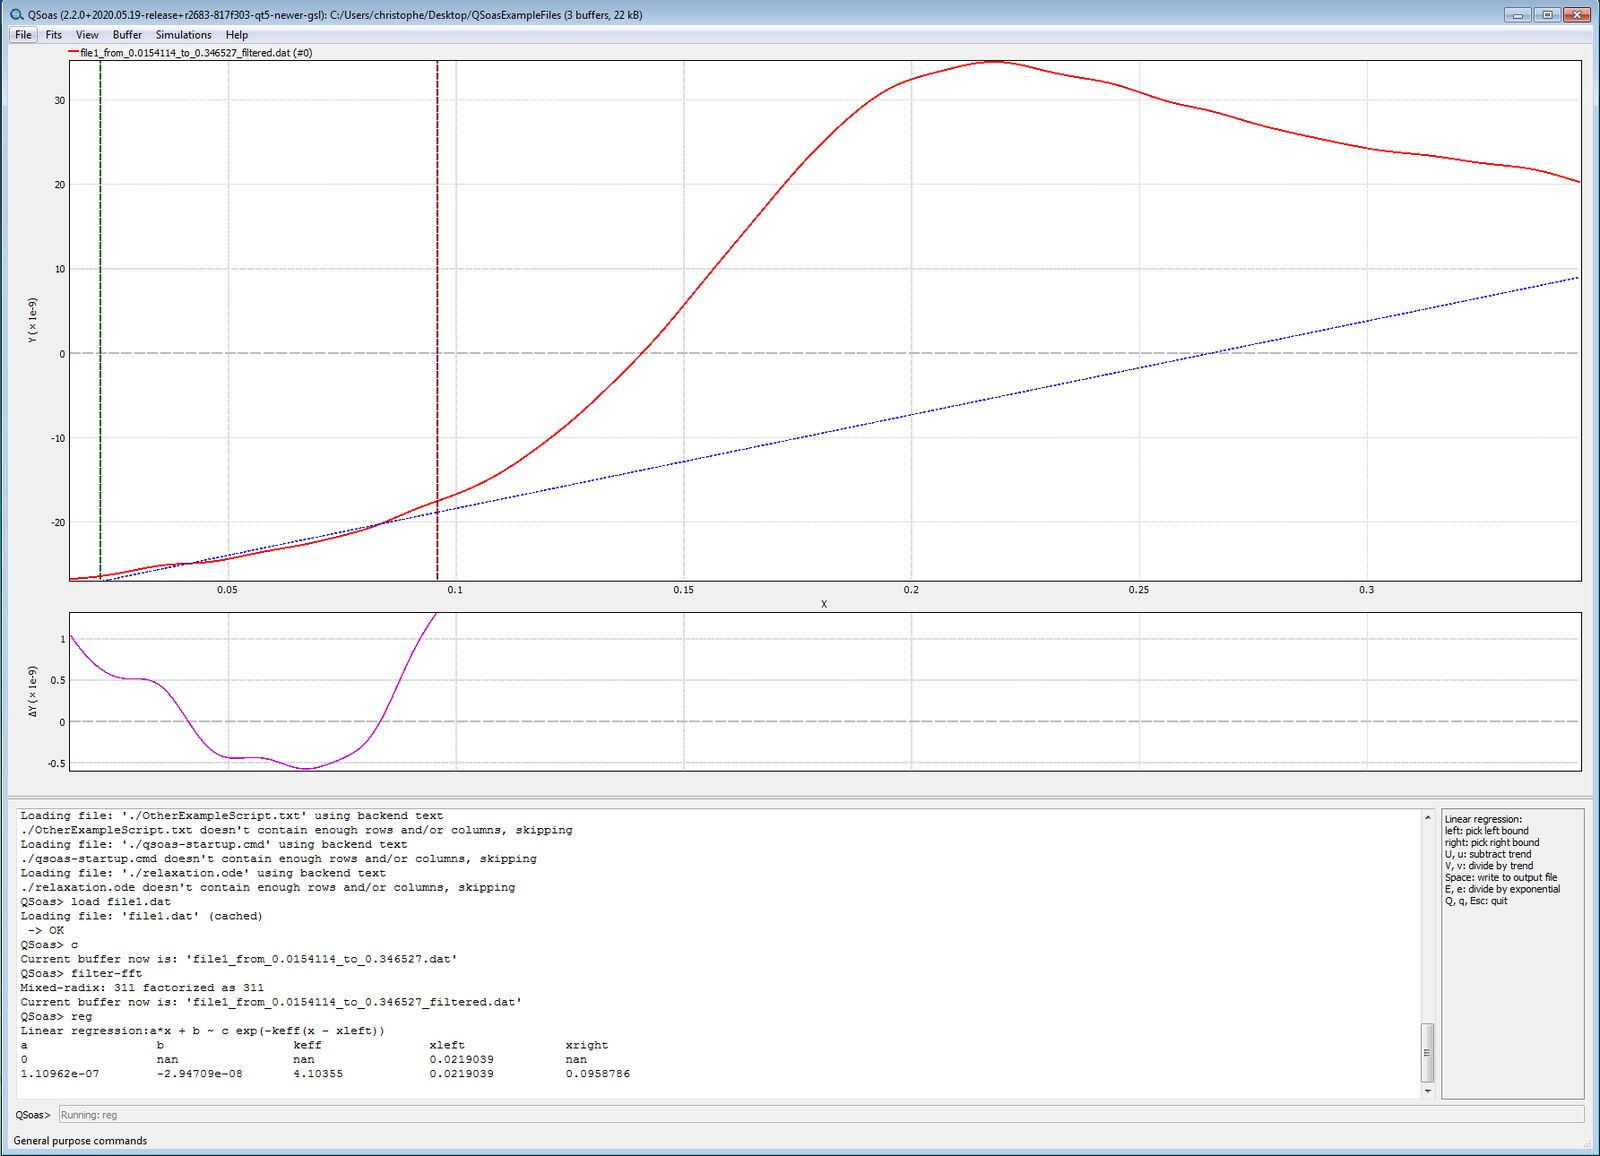 QSoas (2.2.0+2020.05.19-release+r2683-817f303-qt5-newer-gsl): C:/Users/christophe/Desktop/QSoasExampleFiles (3 buffers, 22 kB)
File Fits View Buffer Simulations Help
file1_from_0.0154114_to_0.346527_filtered.dat (#0)
30
20
10
0
-10
-20
Y (×1e-9)
0.05 0.1 0.15 0.2 0.25 0.3
X
1
0.5
0
-0.5
ΔY (×1e-9)
Loading file: './OtherExampleScript.txt' using backend text
./OtherExampleScript.txt doesn't contain enough rows and/or columns, skipping
Loading file: './qsoas-startup.cmd' using backend text
./qsoas-startup.cmd doesn't contain enough rows and/or columns, skipping
Loading file: './relaxation.ode' using backend text
./relaxation.ode doesn't contain enough rows and/or columns, skipping
QSoas> load file1.dat
Loading file: 'file1.dat' (cached)
-> OK
QSoas> c
Current buffer now is: 'file1_from_0.0154114_to_0.346527.dat'
QSoas> filter-fft
Mixed-radix: 311 factorized as 311
Current buffer now is: 'file1_from_0.0154114_to_0.346527_filtered.dat'
QSoas> reg
Linear regression:a*x + b ~ c exp(-keff(x - xleft))
a b keff xleft xright
0 nan nan 0.0219039 nan
1.10962e-07 -2.94709e-08 4.10355 0.0219039 0.0958786
Linear regression:
left: pick left bound
right: pick right bound
U, u: subtract trend
V, v: divide by trend
Space: write to output file
E, e: divide by exponential
Q, q, Esc: quit
QSoas> Running: reg
General purpose commands